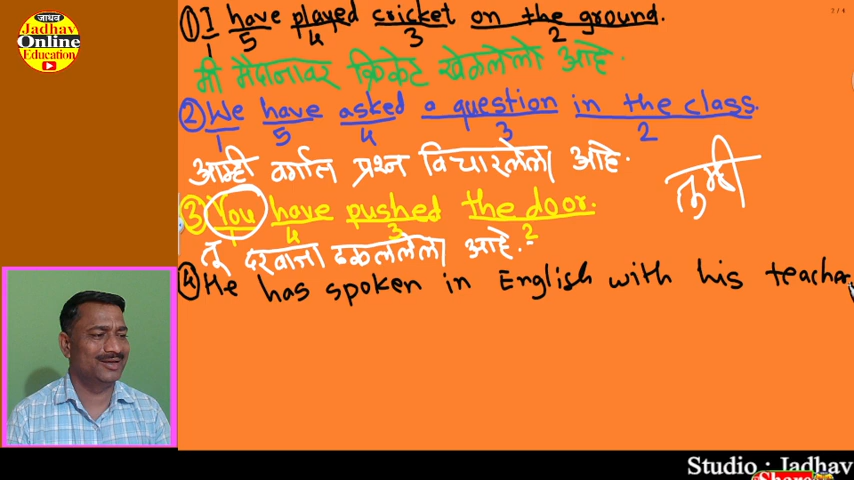 जाधव
Jadhav
Online
Education
2/4
① I have played cricket on the ground.
1 5 4 3 2
मी मैदानावर क्रिकेट खेळलेलो आहे.
② We have asked a question in the class.
1 5 4 3 2
आम्ही वर्गात प्रश्न विचारलेला आहे.
तुम्ही
③ You have pushed the door.
1 4 3 2
तू दरवाजा ढकललेला आहे.
④ He has spoken in English with his teacher.
Studio : Jadhav
Share